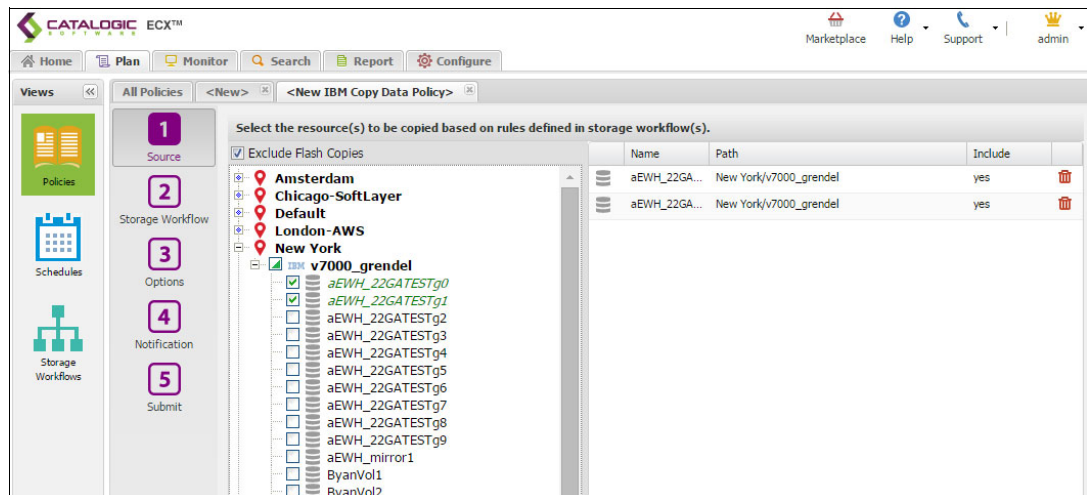 CATALOGIC ECX™
SOFTWARE
Marketplace
Help
Support
admin
Home
Plan
Monitor
Search
Report
Configure
Views
All Policies
<New>
<New IBM Copy Data Policy>
Policies
Schedules
Storage
Workflows
1
Source
2
Storage Workflow
3
Options
4
Notification
5
Submit
Select the resource(s) to be copied based on rules defined in storage workflow(s).
Exclude Flash Copies
Amsterdam
Chicago-SoftLayer
Default
London-AWS
New York
IBM v7000_grendel
aEWH_22GATESTg0
aEWH_22GATESTg1
aEWH_22GATESTg2
aEWH_22GATESTg3
aEWH_22GATESTg4
aEWH_22GATESTg5
aEWH_22GATESTg6
aEWH_22GATESTg7
aEWH_22GATESTg8
aEWH_22GATESTg9
aEWH_mirror1
ByanVol1
ByanVol2
Name Path Include
aEWH_22GA... New York/v7000_grendel yes
aEWH_22GA... New York/v7000_grendel yes